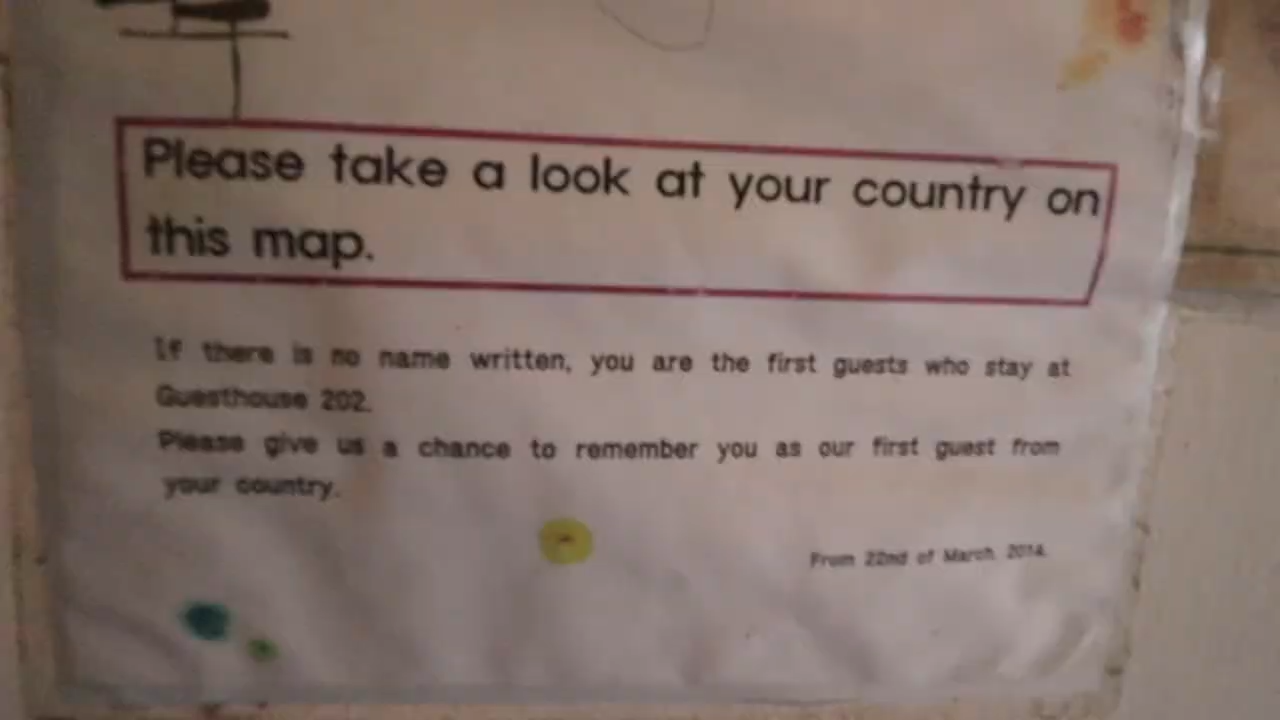 Please take a look at your country on
this map.
If there is no name written, you are the first guests who stay at
Guesthouse 202.
Please give us a chance to remember you as our first guest from
your country.
From 22nd of March. 2014.